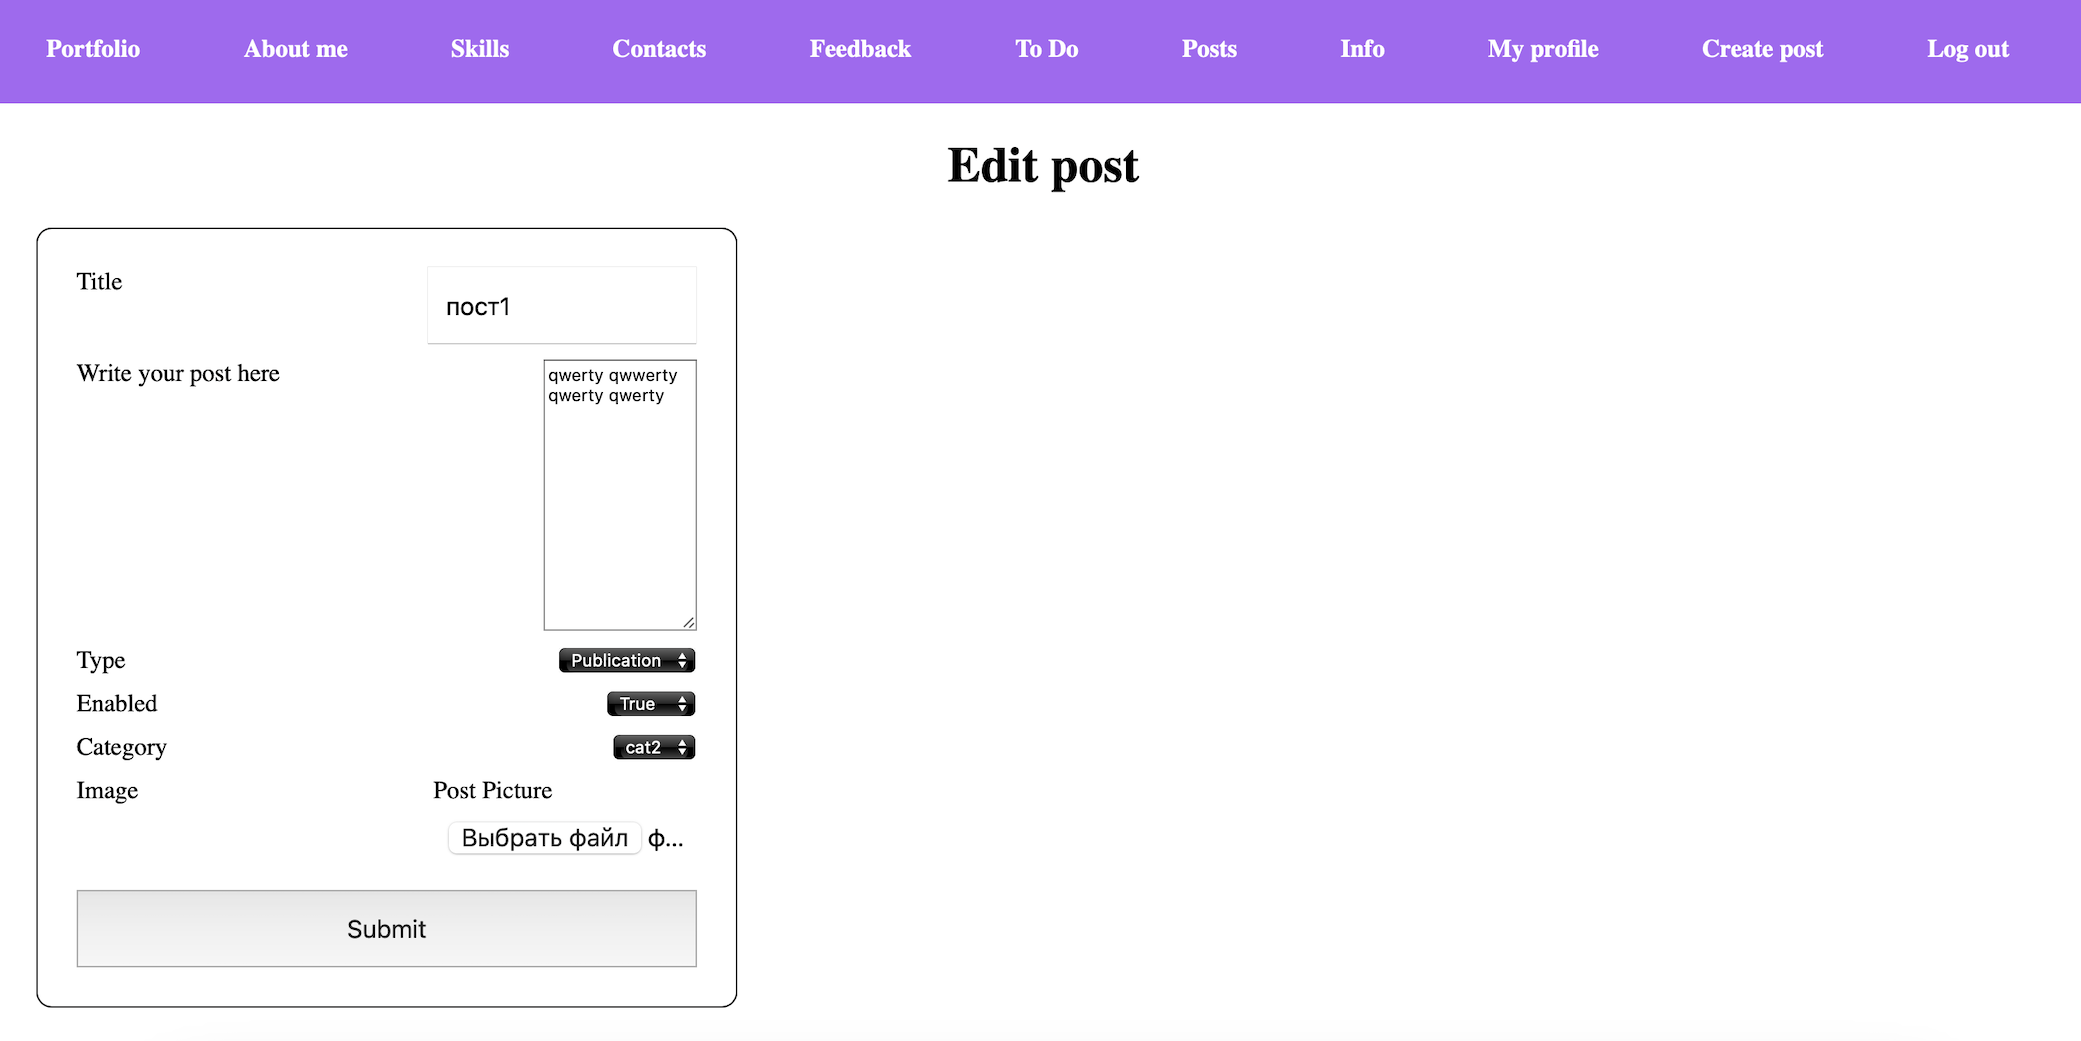 Portfolio About me Skills Contacts Feedback To Do Posts Info My profile Create post Log out
Edit post
Title
пост1
Write your post here
qwerty qwwerty
qwerty qwerty
Type Publication
Enabled True
Category cat2
Image Post Picture
Выбрать файл ф...
Submit